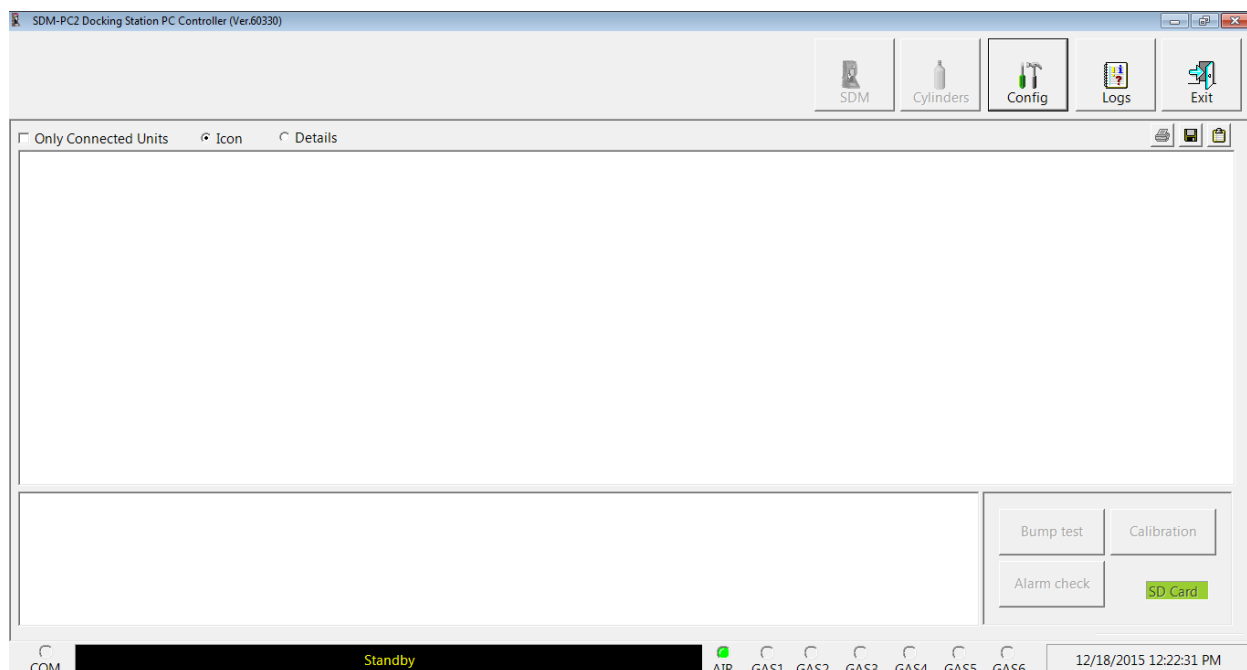 SDM-PC2 Docking Station PC Controller (Ver.60330)
SDM Cylinders Config Logs Exit
Only Connected Units Icon Details
Bump test Calibration
Alarm check SD Card
COM Standby AIR GAS1 GAS2 GAS3 GAS4 GAS5 GAS6 12/18/2015 12:22:31 PM